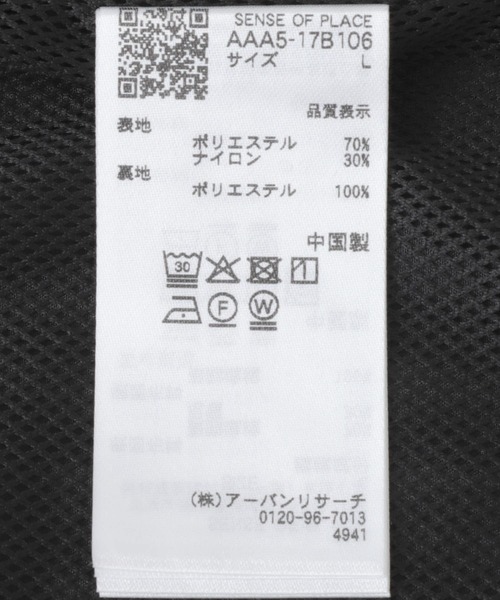 SENSE OF PLACE
AAA5-17B106
サイズ L
品質表示
表地
ポリエステル 70%
ナイロン 30%
裏地
ポリエステル 100%
中国製
30
F W
(株)アーバンリサーチ
0120-96-7013
4941